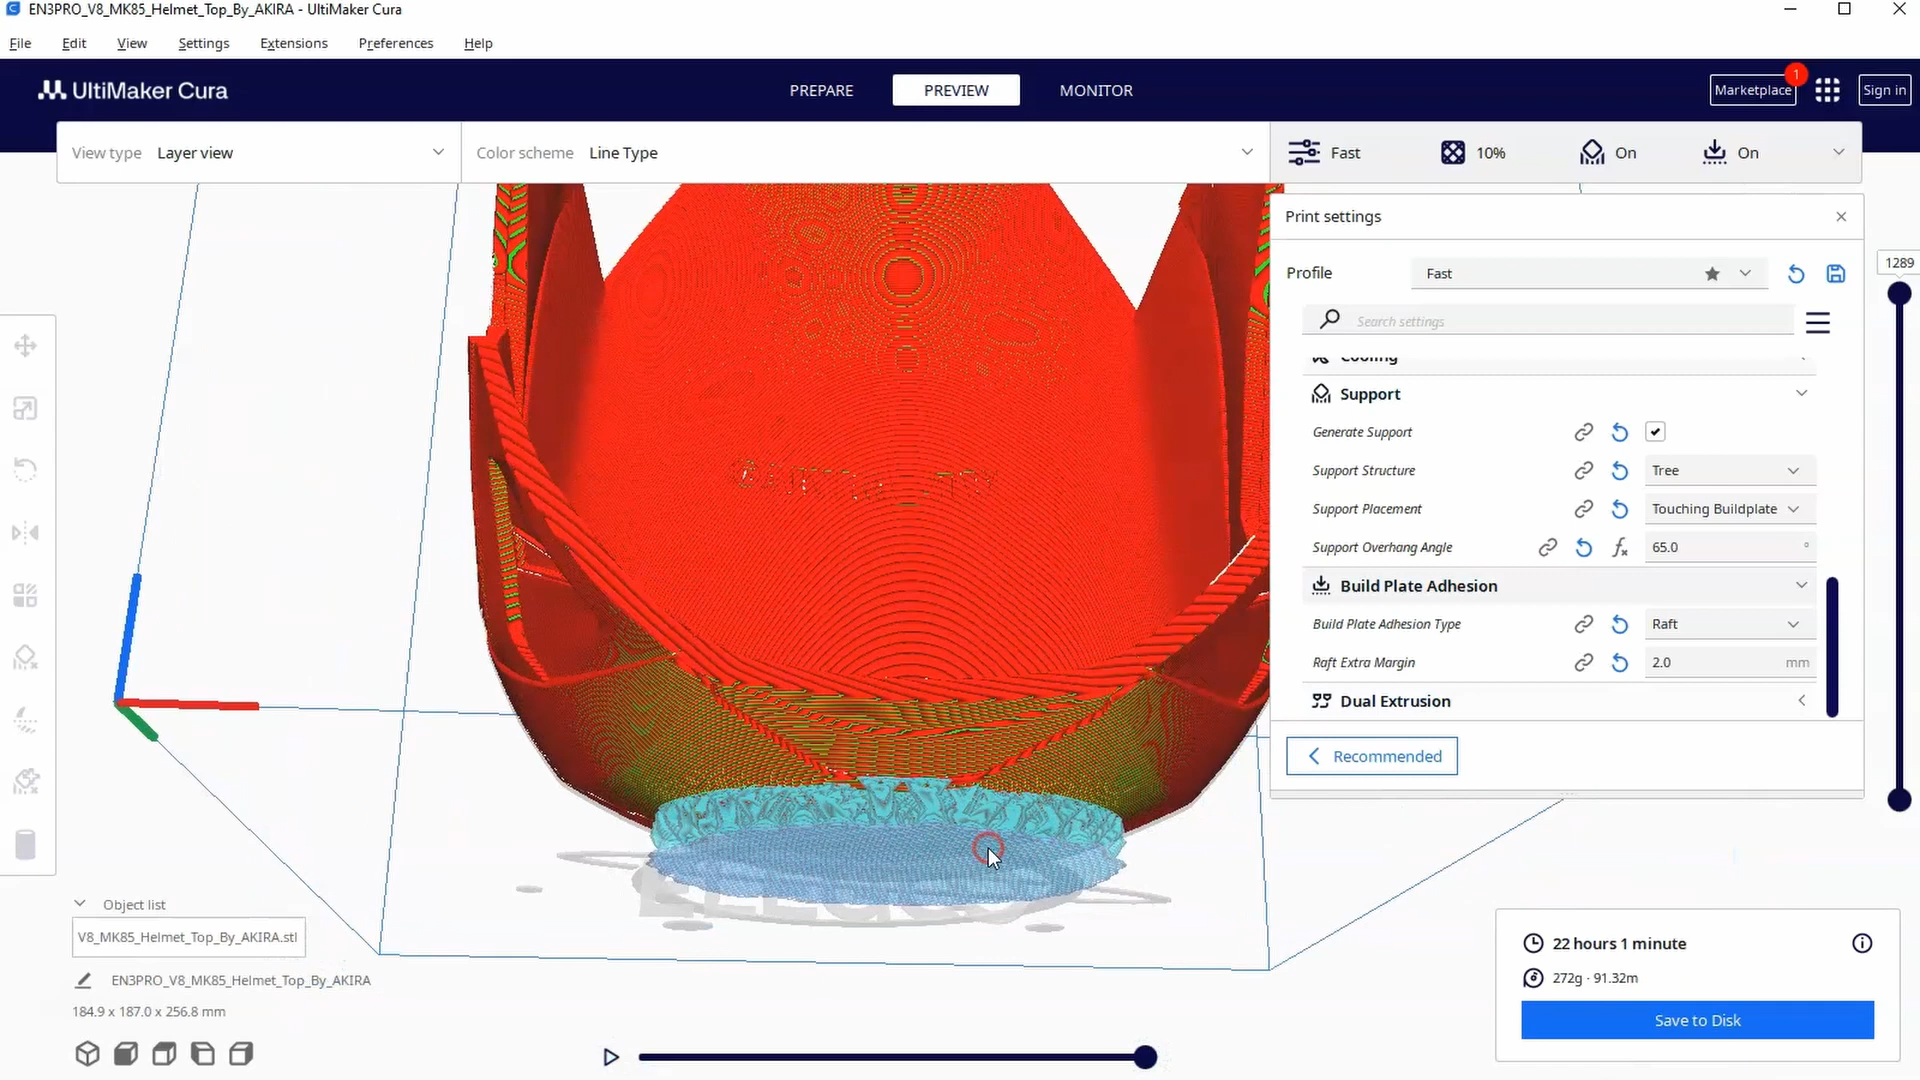 EN3PRO_V8_MK85_Helmet_Top_By_AKIRA - UltiMaker Cura
File Edit View Settings Extensions Preferences Help
UltiMaker Cura
PREPARE PREVIEW MONITOR
Marketplace 1 Sign in
View type Layer view Color scheme Line Type Fast 10% On On
Print settings
Profile Fast
Search settings
Cooling
Support
Generate Support
Support Structure Tree
Support Placement Touching Buildplate
Support Overhang Angle 65.0 °
Build Plate Adhesion
Build Plate Adhesion Type Raft
Raft Extra Margin 2.0 mm
Dual Extrusion
Recommended
1289
Object list
V8_MK85_Helmet_Top_By_AKIRA.stl
EN3PRO_V8_MK85_Helmet_Top_By_AKIRA
184.9 x 187.0 x 256.8 mm
22 hours 1 minute
272g · 91.32m
Save to Disk